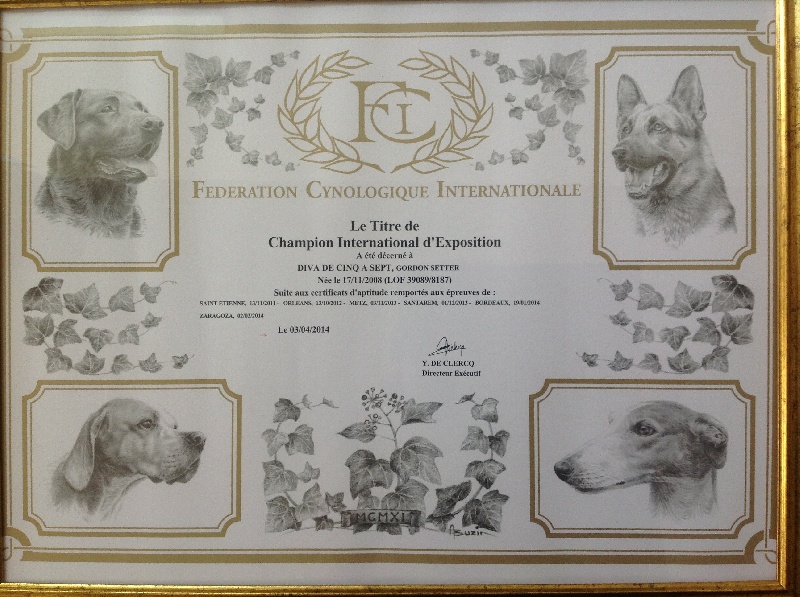 FCI
FEDERATION CYNOLOGIQUE INTERNATIONALE
Le Titre de
Champion International d'Exposition
A été décerné à
DIVA DE CINQ A SEPT, GORDON SETTER
Née le 17/11/2008 (LOF 39089/8187)
Suite aux certificats d'aptitude remportés aux épreuves de :
SAINT ETIENNE, 12/11/2011 - ORLEANS, 12/10/2012 - METZ, 03/11/2013 - SANTAREM, 01/12/2013 - BORDEAUX, 19/01/2014
ZARAGOZA, 02/02/2014
Le 03/04/2014
Y. DE CLERCQ
Directeur Exécutif
MCMXI